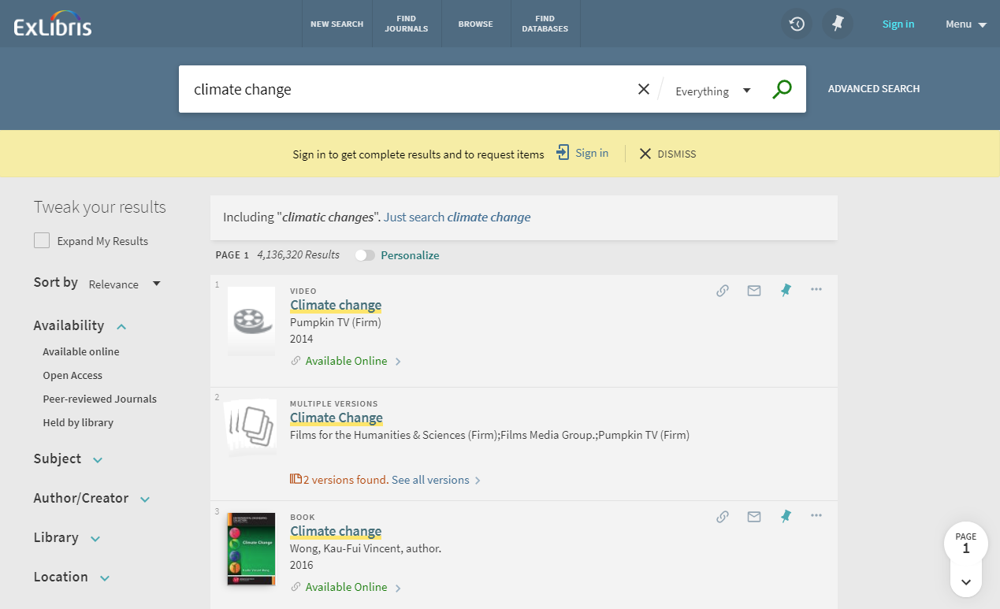 ExLibris
NEW SEARCH
FIND
JOURNALS
BROWSE
FIND
DATABASES
Sign in
Menu
climate change
Everything
ADVANCED SEARCH
Sign in to get complete results and to request items
Sign in
DISMISS
Tweak your results
Expand My Results
Sort by Relevance
Availability
Available online
Open Access
Peer-reviewed Journals
Held by library
Subject
Author/Creator
Library
Location
Including "climatic changes". Just search climate change
PAGE 1 4,136,320 Results
Personalize
1
VIDEO
Climate change
Pumpkin TV (Firm)
2014
Available Online
2
MULTIPLE VERSIONS
Climate Change
Films for the Humanities & Sciences (Firm);Films Media Group.;Pumpkin TV (Firm)
2 versions found. See all versions
3
Climate Change
BOOK
Climate change
Wong, Kau-Fui Vincent, author.
2016
Available Online
PAGE
1